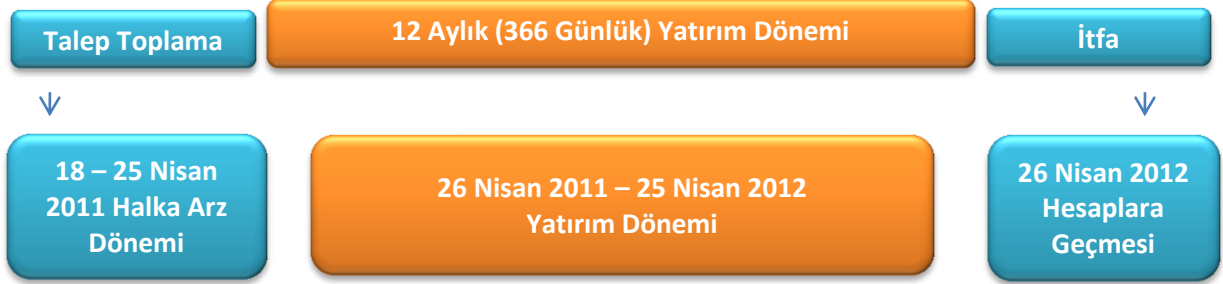 Talep Toplama
12 Aylık (366 Günlük) Yatırım Dönemi
İtfa
18 – 25 Nisan
2011 Halka Arz
Dönemi
26 Nisan 2011 – 25 Nisan 2012
Yatırım Dönemi
26 Nisan 2012
Hesaplara
Geçmesi